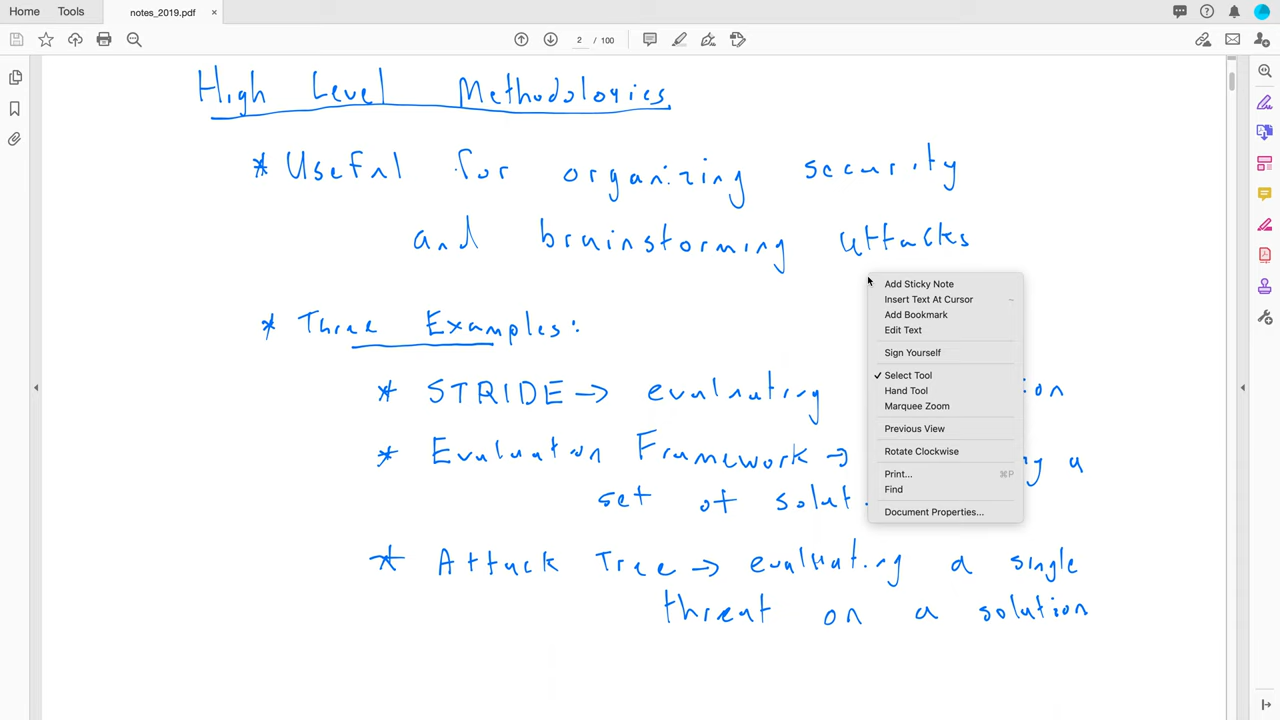 Home Tools notes_2019.pdf ×
2 / 100
High Level Methodologies
* Useful for organizing security
and brainstorming attacks
* Three Examples:
* STRIDE → evaluating on
* Evaluation Framework → g a
set of solut
* Attack Tree → evaluating a single
threat on a solution
Add Sticky Note
Insert Text At Cursor
Add Bookmark
Edit Text
Sign Yourself
✓ Select Tool
Hand Tool
Marquee Zoom
Previous View
Rotate Clockwise
Print... ⌘P
Find
Document Properties...